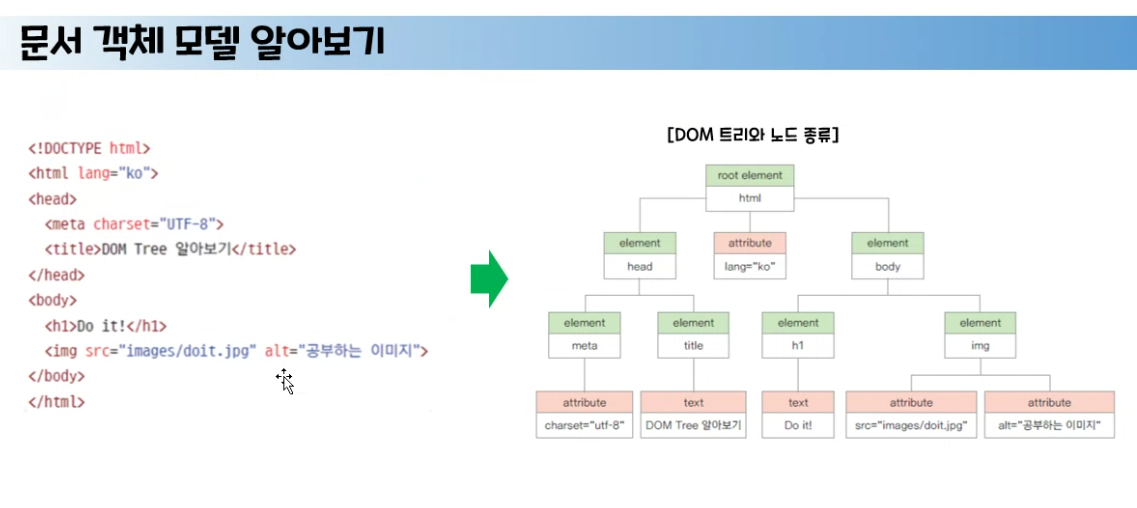 문서 객체 모델 알아보기
<!DOCTYPE html>
<html lang="ko">
<head>
<meta charset="UTF-8">
<title>DOM Tree 알아보기</title>
</head>
<body>
<h1>Do it!</h1>
<img src="images/doit.jpg" alt="공부하는 이미지">
</body>
</html>
[DOM 트리와 노드 종류]
root element
html
element
head
attribute
lang="ko"
element
body
element
meta
element
title
element
h1
element
img
attribute
charset="utf-8"
text
DOM Tree 알아보기
text
Do it!
attribute
src="images/doit.jpg"
attribute
alt="공부하는 이미지"